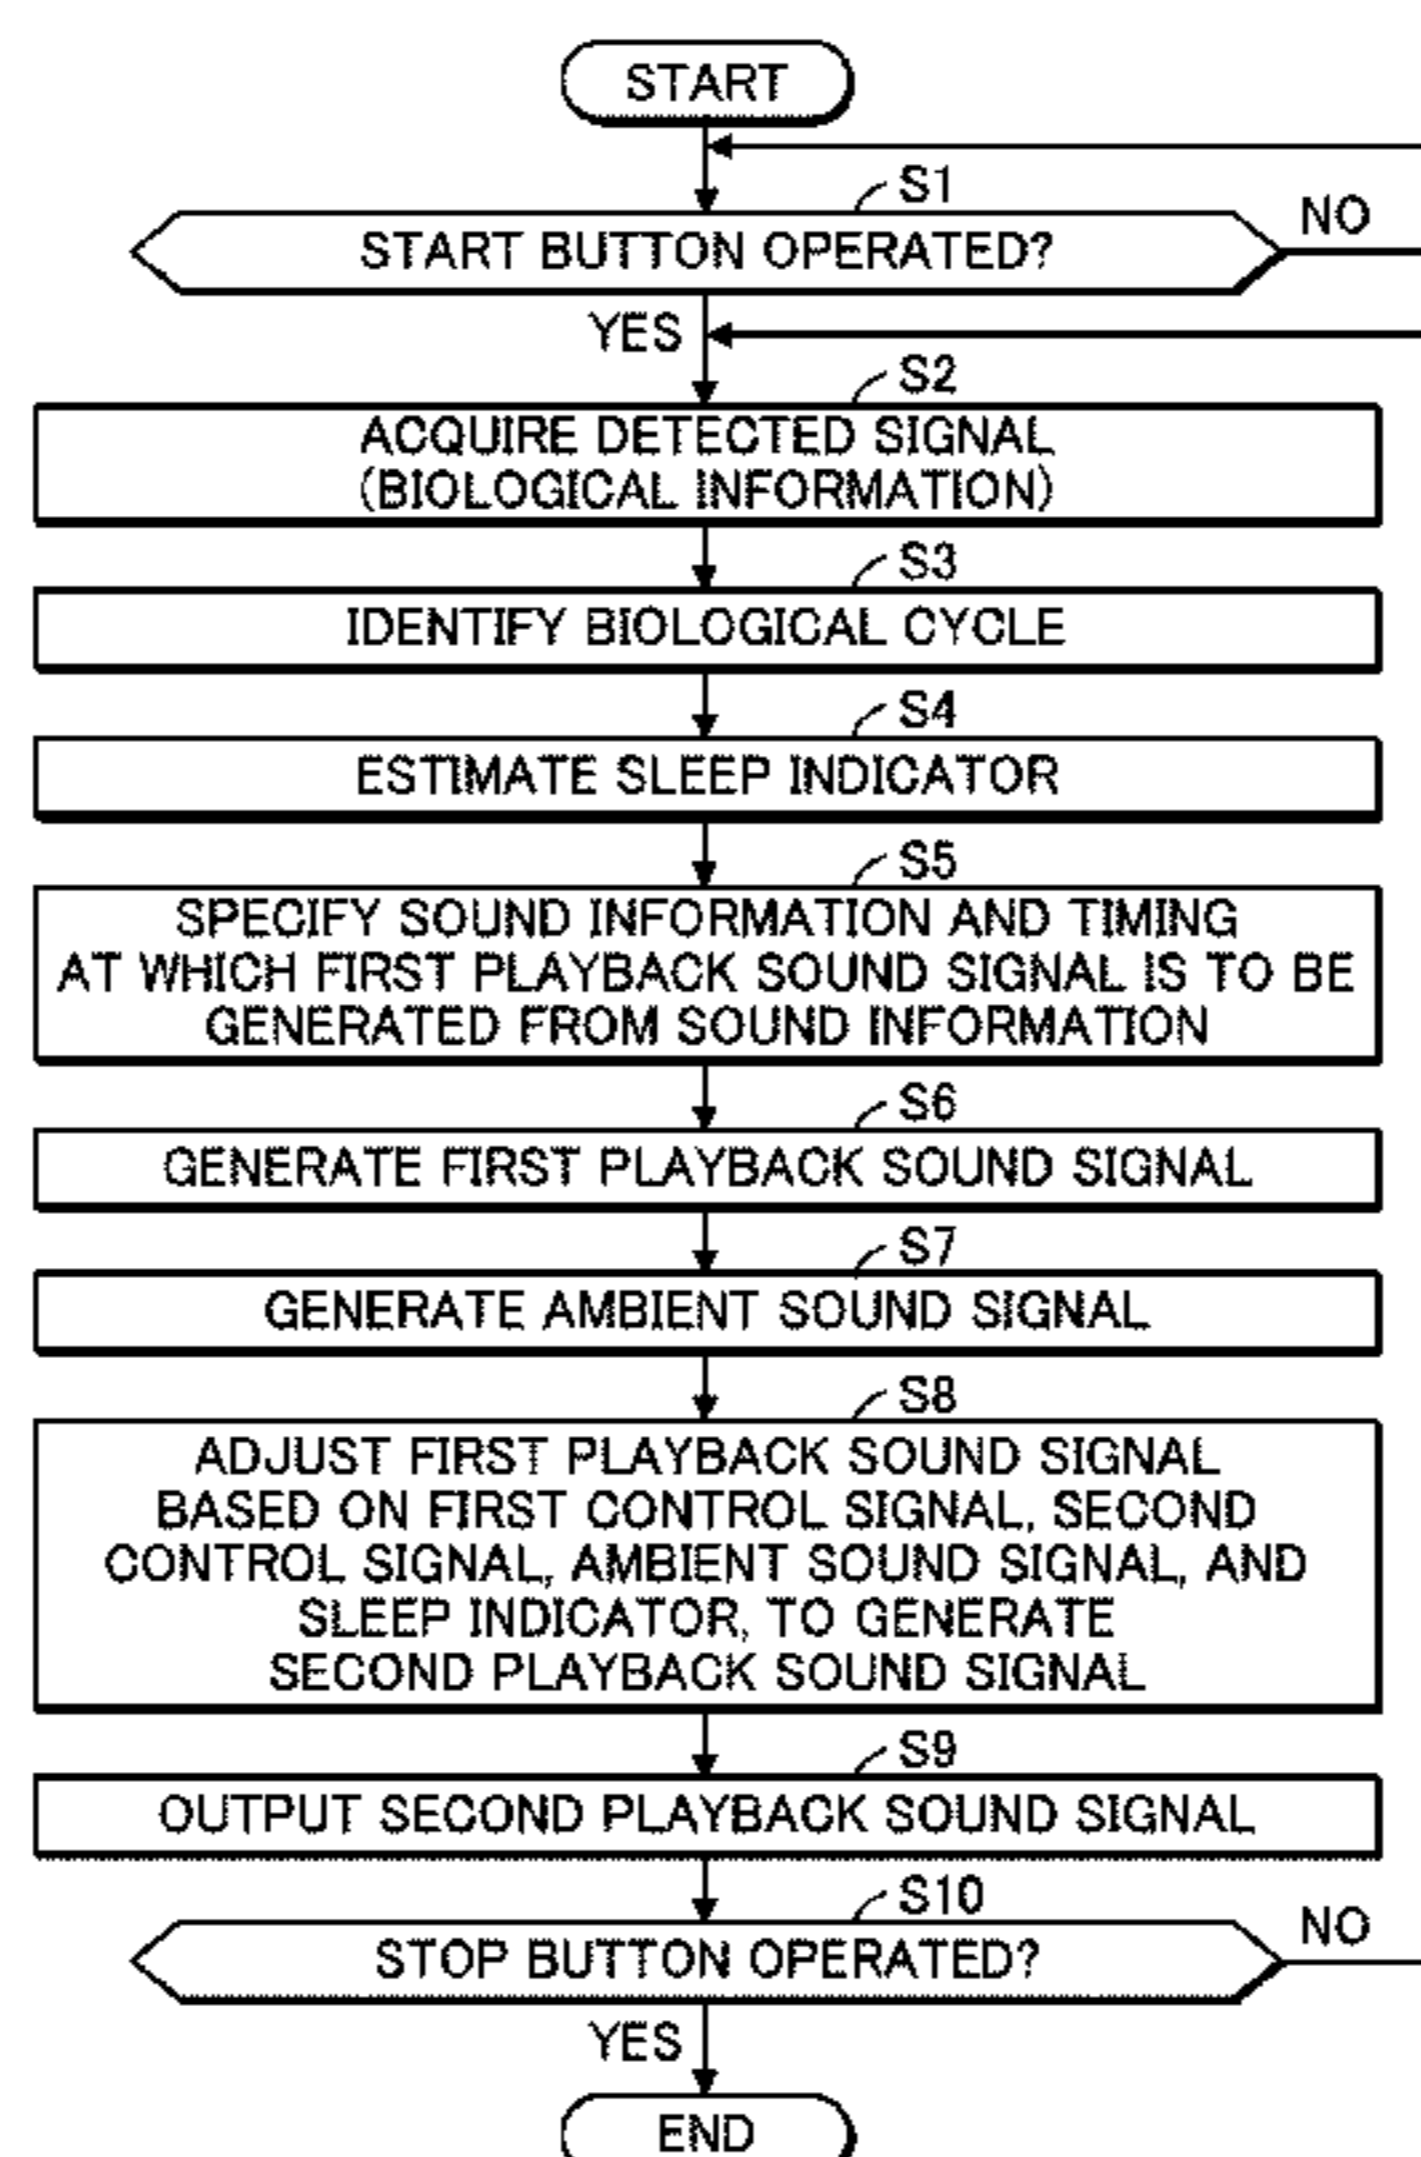 START
S1
START BUTTON OPERATED?
NO
YES
S2
ACQUIRE DETECTED SIGNAL
(BIOLOGICAL INFORMATION)
S3
IDENTIFY BIOLOGICAL CYCLE
S4
ESTIMATE SLEEP INDICATOR
S5
SPECIFY SOUND INFORMATION AND TIMING
AT WHICH FIRST PLAYBACK SOUND SIGNAL IS TO BE
GENERATED FROM SOUND INFORMATION
S6
GENERATE FIRST PLAYBACK SOUND SIGNAL
S7
GENERATE AMBIENT SOUND SIGNAL
S8
ADJUST FIRST PLAYBACK SOUND SIGNAL
BASED ON FIRST CONTROL SIGNAL, SECOND
CONTROL SIGNAL, AMBIENT SOUND SIGNAL, AND
SLEEP INDICATOR, TO GENERATE
SECOND PLAYBACK SOUND SIGNAL
S9
OUTPUT SECOND PLAYBACK SOUND SIGNAL
S10
STOP BUTTON OPERATED?
NO
YES
END